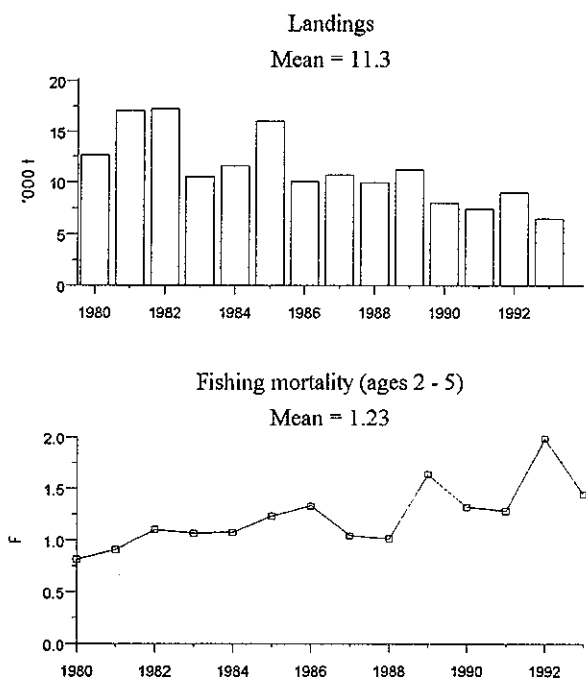 Landings
Mean = 11.3
20
15
10
5
0
'000 t
1980 1982 1984 1986 1988 1990 1992
Fishing mortality (ages 2 - 5)
Mean = 1.23
2.0
1.5
1.0
0.5
0.0
F
1980 1982 1984 1986 1988 1990 1992